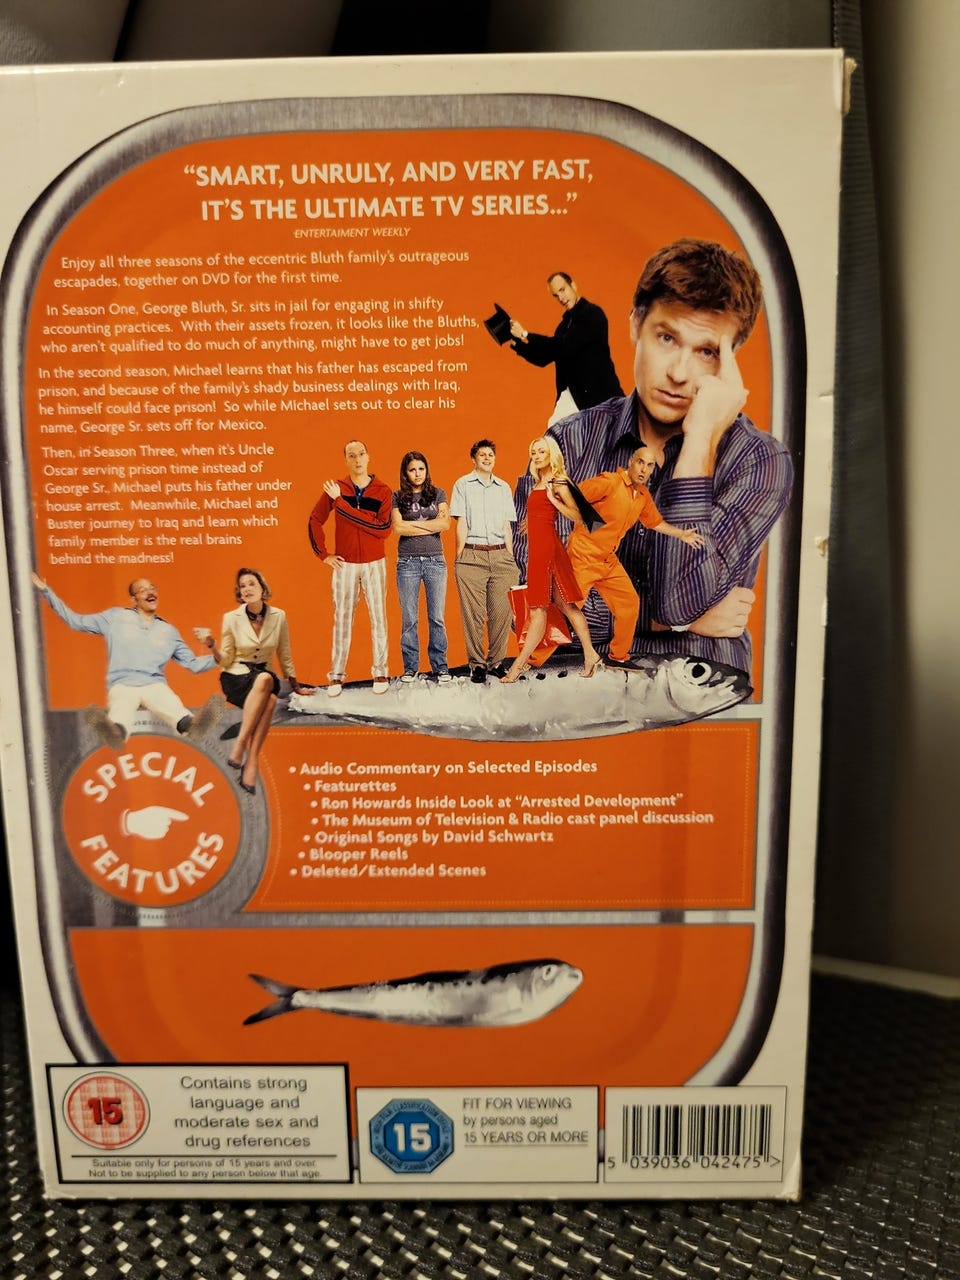 “SMART, UNRULY, AND VERY FAST,
IT’S THE ULTIMATE TV SERIES...”
ENTERTAIMENT WEEKLY
Enjoy all three seasons of the eccentric Bluth family’s outrageous
escapades, together on DVD for the first time.
In Season One, George Bluth, Sr. sits in jail for engaging in shifty
accounting practices. With their assets frozen, it looks like the Bluths,
who aren’t qualified to do much of anything, might have to get jobs!
In the second season, Michael learns that his father has escaped from
prison, and because of the family’s shady business dealings with Iraq,
he himself could face prison! So while Michael sets out to clear his
name, George Sr. sets off for Mexico.
Then, in Season Three, when it’s Uncle
Oscar serving prison time instead of
George Sr., Michael puts his father under
house arrest. Meanwhile, Michael and
Buster journey to Iraq and learn which
family member is the real brains
behind the madness!
SPECIAL
FEATURES
• Audio Commentary on Selected Episodes
• Featurettes
• Ron Howards Inside Look at “Arrested Development”
• The Museum of Television & Radio cast panel discussion
• Original Songs by David Schwartz
• Blooper Reels
• Deleted/Extended Scenes
15
Contains strong
language and
moderate sex and
drug references
Suitable only for persons of 15 years and over
Not to be supplied to any person below that age
15
FIT FOR VIEWING
by persons aged
15 YEARS OR MORE
5 039036 042475 >